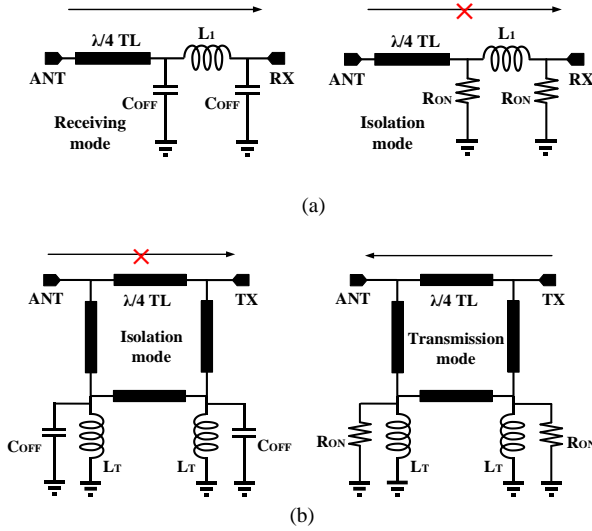 λ/4 TL L1
ANT RX
COFF COFF
Receiving
mode
λ/4 TL L1
ANT RX
RON RON
Isolation
mode
(a)
ANT λ/4 TL TX
Isolation
mode
COFF LT LT COFF
ANT λ/4 TL TX
Transmission
mode
RON LT LT RON
(b)